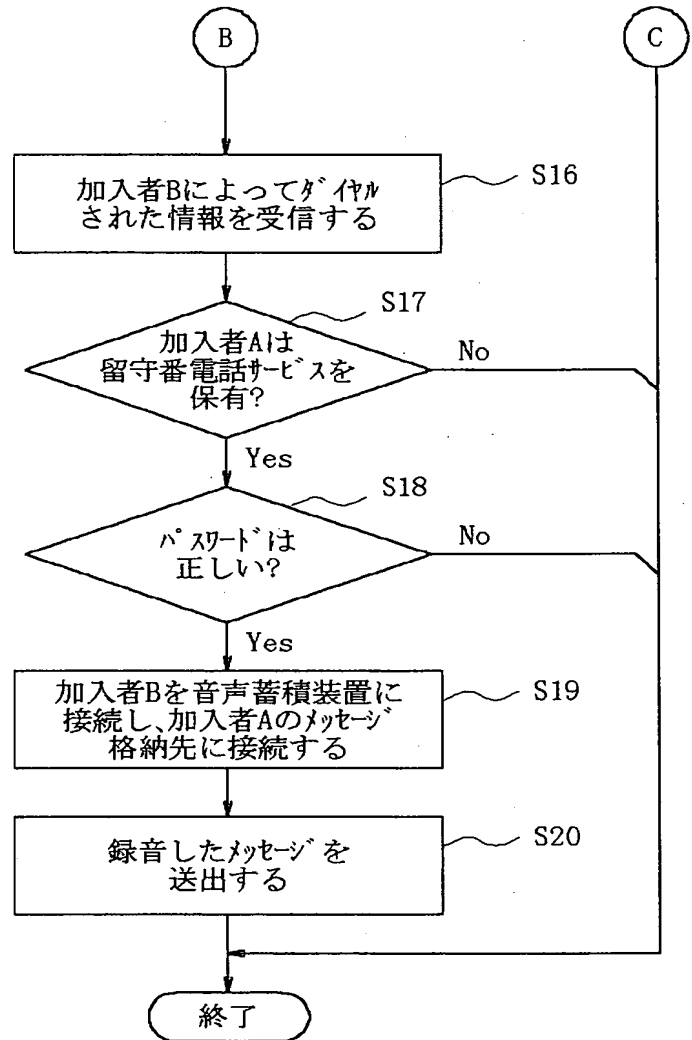 B
C
加入者Bによってﾀﾞｲﾔﾙ
された情報を受信する
S16
S17
加入者Aは
留守番電話ｻｰﾋﾞｽを
保有?
No
Yes
S18
ﾊﾟｽﾜｰﾄﾞは
正しい?
No
Yes
加入者Bを音声蓄積装置に
接続し､加入者Aのﾒｯｾｰｼﾞ
格納先に接続する
S19
録音したﾒｯｾｰｼﾞを
送出する
S20
終了